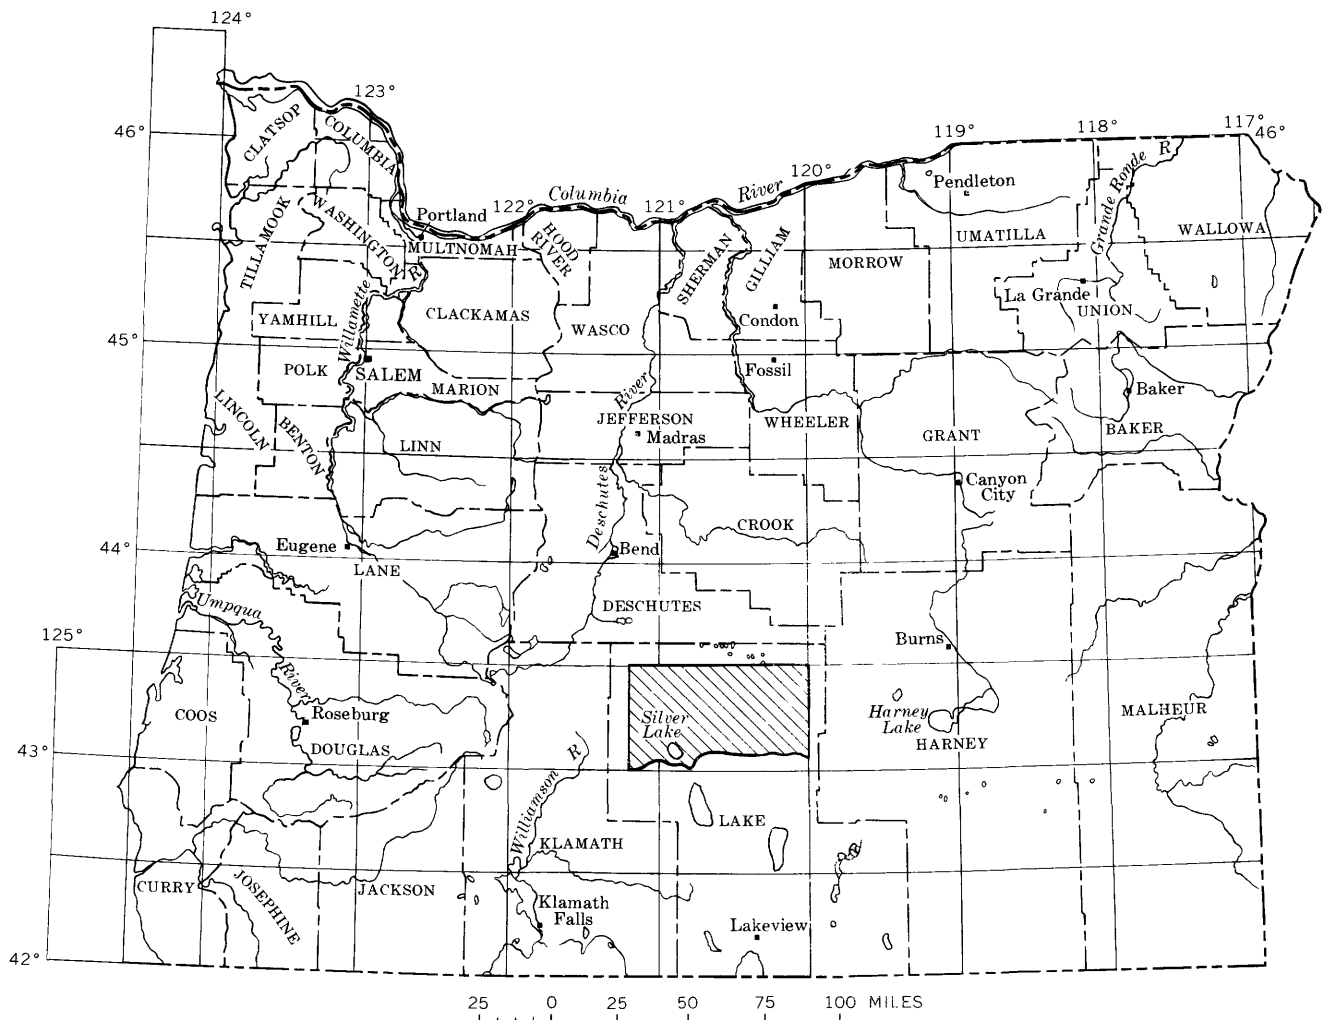 124°
123°
46°
CLATSOP
COLUMBIA
119°
118°
117°
46°
120°
Grande Ronde R
Pendleton
Columbia River
122°
121°
Portland
MULTNOMAH
WASHINGTON
TILLAMOOK
HOOD
RIVER
SHERMAN
GILLIAM
MORROW
UMATILLA
WALLOWA
La Grande
UNION
Willamette R
YAMHILL
CLACKAMAS
WASCO
Condon
45°
POLK
SALEM
MARION
Fossil
Baker
LINCOLN
BENTON
LINN
River
JEFFERSON
Madras
WHEELER
GRANT
BAKER
Canyon
City
Deschutes
CROOK
44°
Eugene
LANE
Bend
DESCHUTES
Umpqua
River
125°
Burns
COOS
Roseburg
DOUGLAS
Silver
Lake
Harney
Lake
HARNEY
MALHEUR
43°
Williamson R
LAKE
KLAMATH
CURRY
JOSEPHINE
JACKSON
Klamath
Falls
Lakeview
42°
25 0 25 50 75 100 MILES